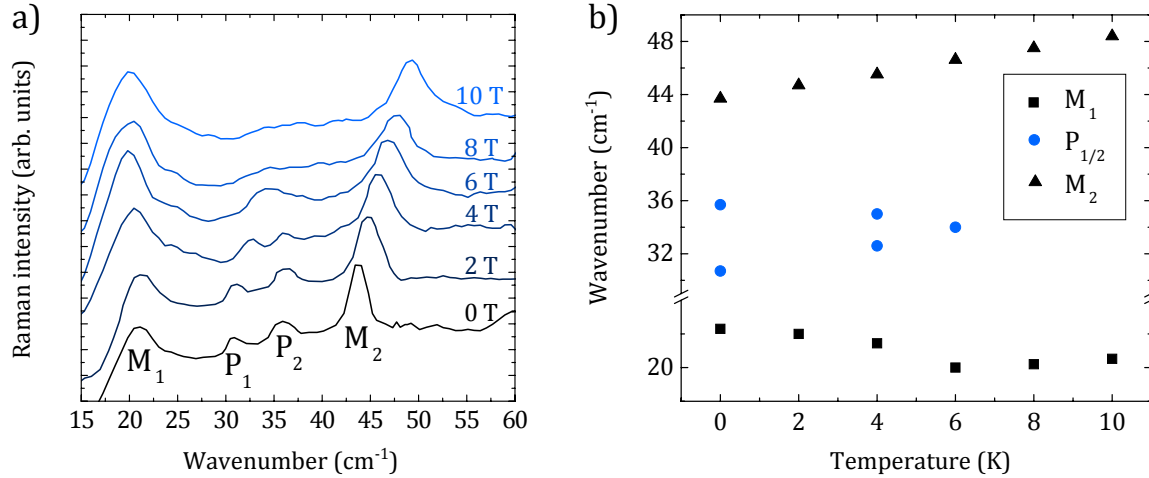 a)
Raman intensity (arb. units)
10 T
8 T
6 T
4 T
2 T
0 T
M₁
P₁
P₂
M₂
15 20 25 30 35 40 45 50 55 60
Wavenumber (cm⁻¹)
b)
Wavenumber (cm⁻¹)
48
44
40
36
32
20
M₁
P₁/₂
M₂
0 2 4 6 8 10
Temperature (K)